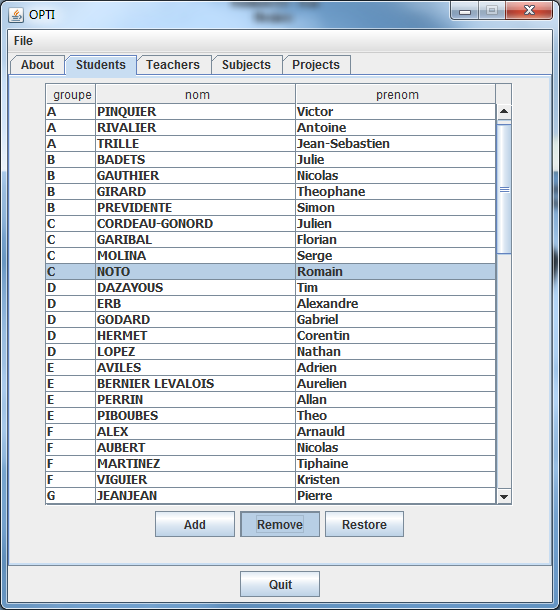 OPTI
File
About Students Teachers Subjects Projects
groupe nom prenom
A PINQUIER Victor
A RIVALIER Antoine
A TRILLE Jean-Sebastien
B BADETS Julie
B GAUTHIER Nicolas
B GIRARD Theophane
B PREVIDENTE Simon
C CORDEAU-GONORD Julien
C GARIBAL Florian
C MOLINA Serge
C NOTO Romain
D DAZAYOUS Tim
D ERB Alexandre
D GODARD Gabriel
D HERMET Corentin
D LOPEZ Nathan
E AVILES Adrien
E BERNIER LEVALOIS Aurelien
E PERRIN Allan
E PIBOUBES Theo
F ALEX Arnauld
F AUBERT Nicolas
F MARTINEZ Tiphaine
F VIGUIER Kristen
G JEANJEAN Pierre
Add Remove Restore
Quit